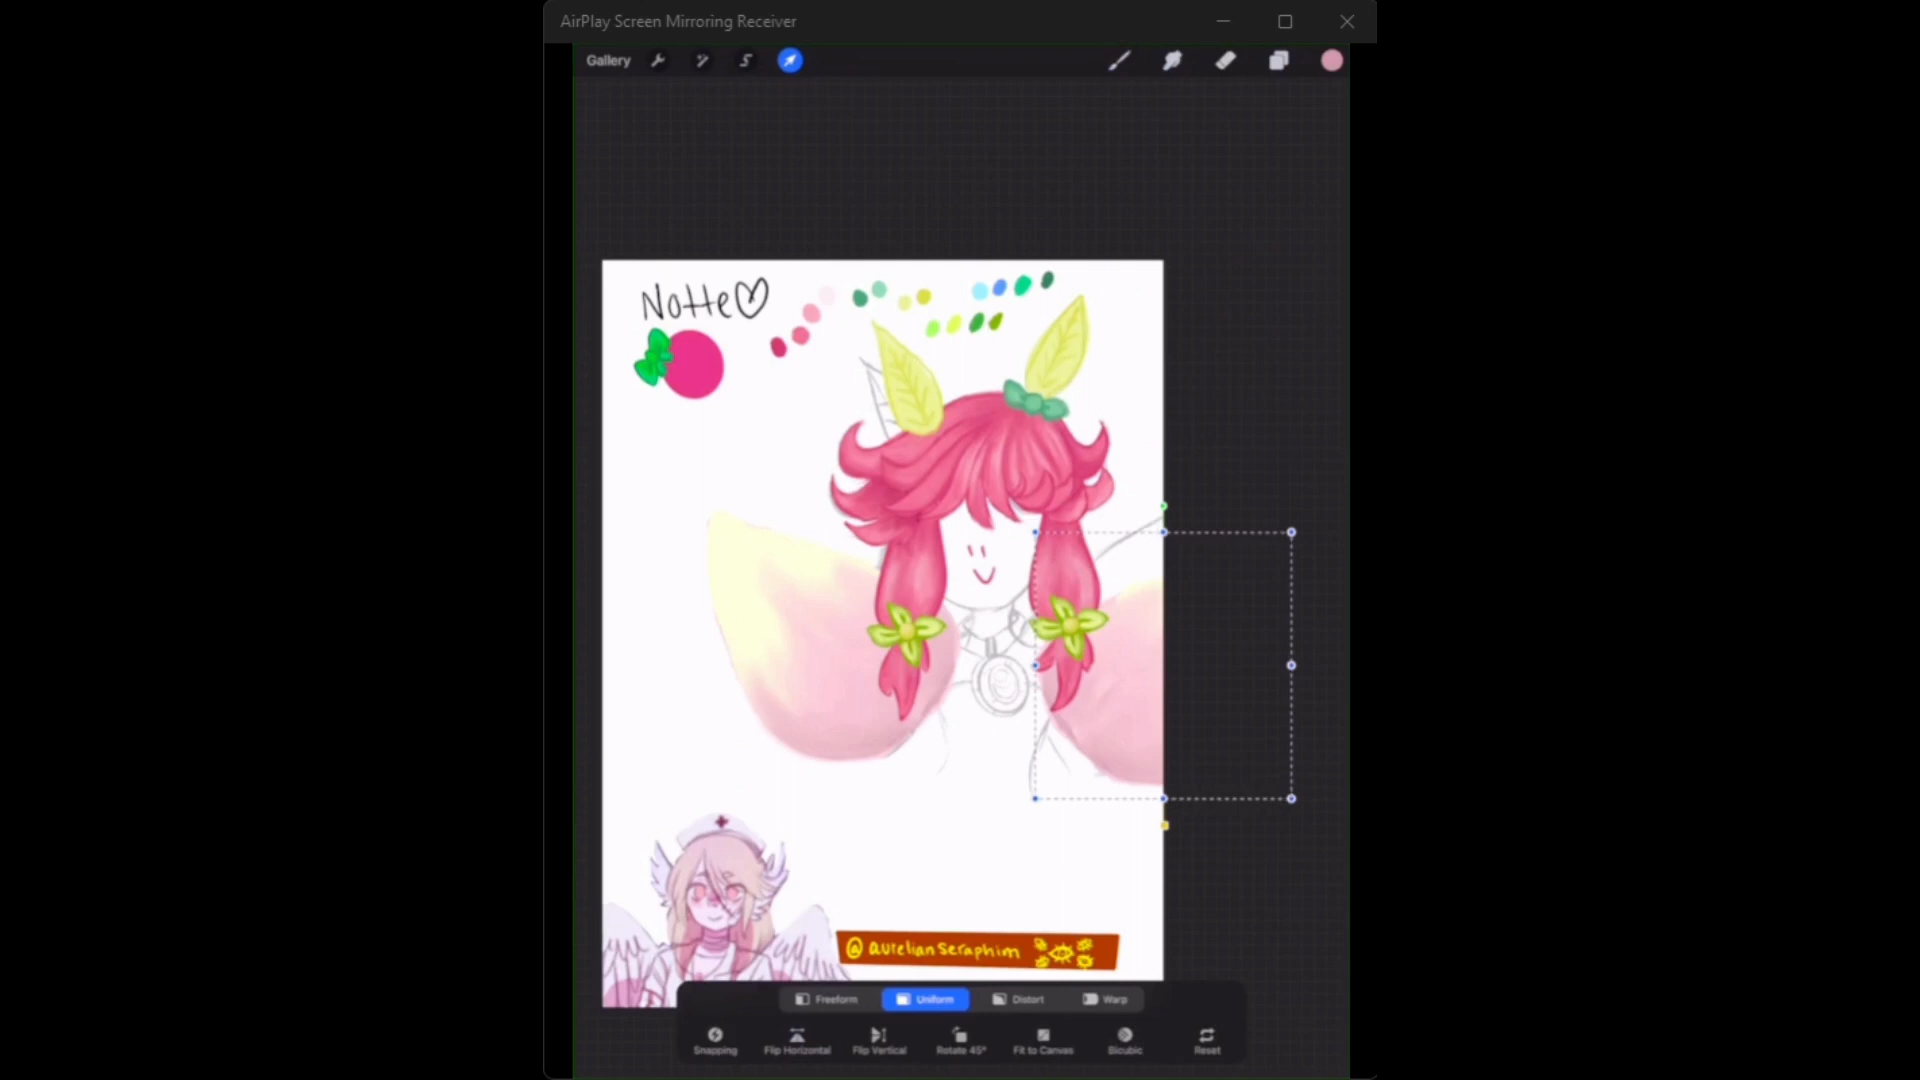 AirPlay Screen Mirroring Receiver
Gallery
Notte
@aurelianseraphim
Freeform Uniform Distort Warp
Snapping Flip Horizontal Flip Vertical Rotate 45° Fit to Canvas Bicubic Reset